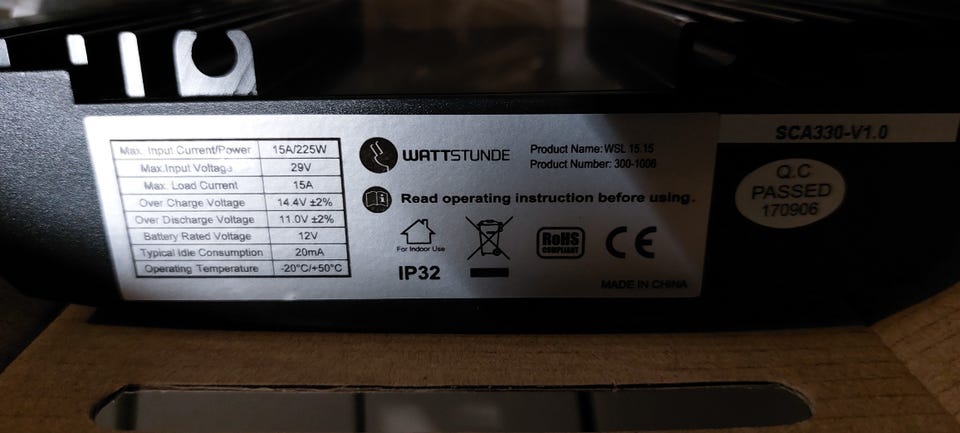 Max. Input Current/Power 15A/225W
Max.Input Voltage 29V
Max. Load Current 15A
Over Charge Voltage 14.4V ±2%
Over Discharge Voltage 11.0V ±2%
Battery Rated Voltage 12V
Typical Idle Consumption 20mA
Operating Temperature -20°C/+50°C
WATTSTUNDE
Product Name: WSL 15.15
Product Number: 300-1006
Read operating instruction before using.
For Indoor Use
IP32
RoHS
COMPLIANT
CE
MADE IN CHINA
SCA330-V1.0
Q.C
PASSED
170906